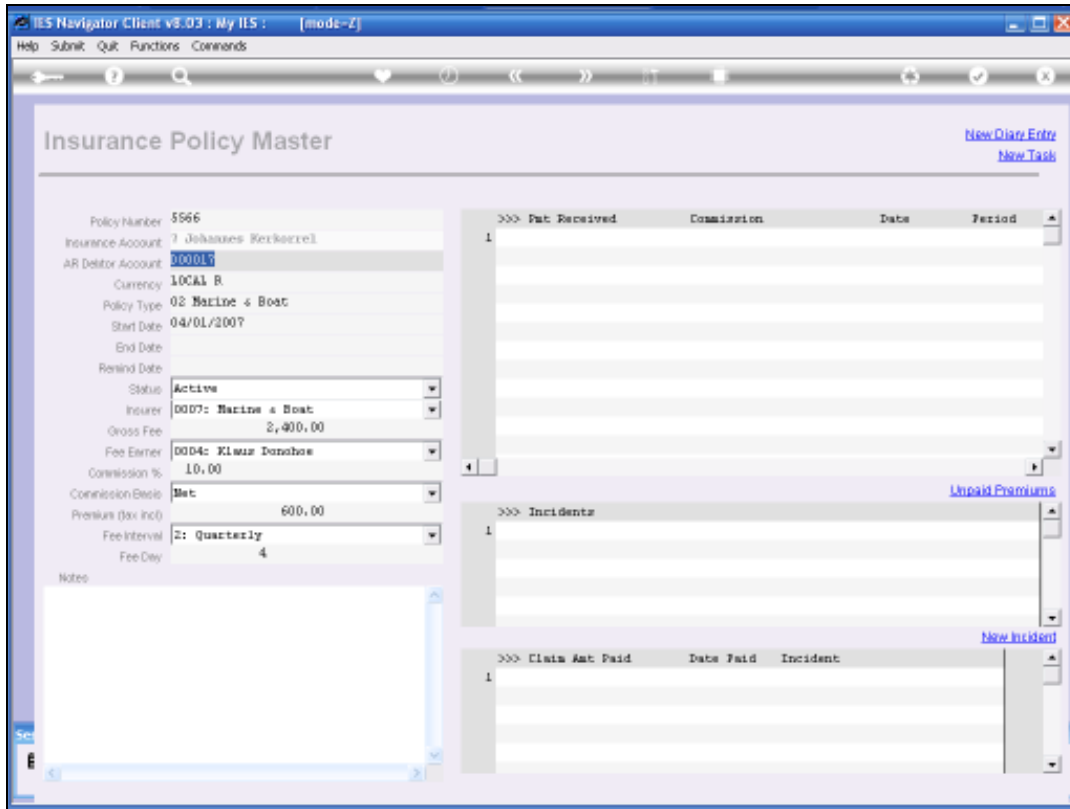 IES Navigator Client v8.03 : My IES : [mode-Z]
Help Submit Quit Functions Commands
Insurance Policy Master
New Diary Entry
New Task
Policy Number 5566
Insurance Account 7 Johannes Kerkorrel
AR Debtor Account D00017
Currency LOCAL R
Policy Type 02 Marine & Boat
Start Date 04/01/2007
End Date
Remind Date
Status Active
Insurer 0007: Marine & Boat
Gross Fee 2,400.00
Fee Earner 0004: Klaus Donohoe
Commission % 10.00
Commission Basis Net
Premium (tax incl) 600.00
Fee Interval 2: Quarterly
Fee Day 4
Notes
>>> Pmt Received Commission Date Period
1
Unpaid Premiums
>>> Incidents
1
New Incident
>>> Claim Amt Paid Date Paid Incident
1